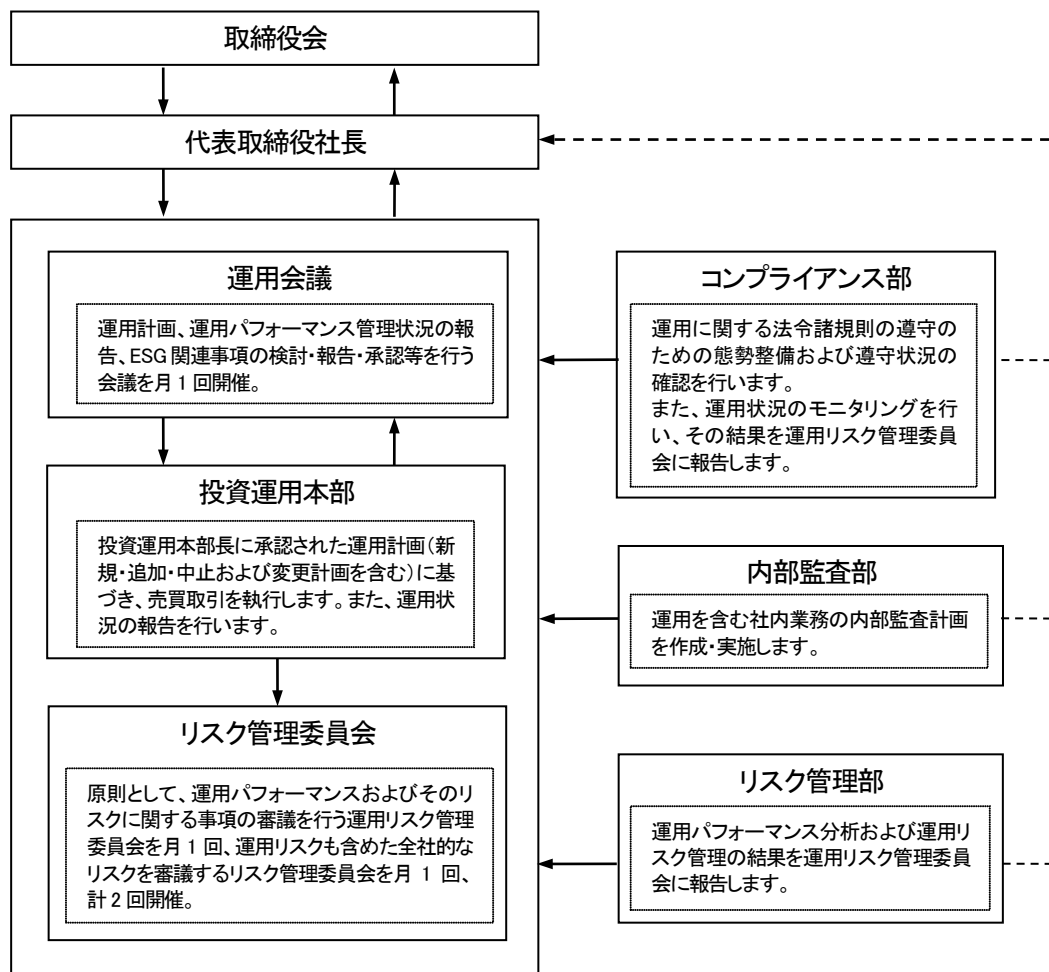 取締役会
代表取締役社長
運用会議
運用計画、運用パフォーマンス管理状況の報
告、ESG関連事項の検討・報告・承認等を行う
会議を月1回開催。
投資運用本部
投資運用本部長に承認された運用計画(新
規・追加・中止および変更計画を含む)に基
づき、売買取引を執行します。また、運用状
況の報告を行います。
リスク管理委員会
原則として、運用パフォーマンスおよびそのリ
スクに関する事項の審議を行う運用リスク管理
委員会を月1回、運用リスクも含めた全社的な
リスクを審議するリスク管理委員会を月 1 回、
計2回開催。
コンプライアンス部
運用に関する法令諸規則の遵守の
ための態勢整備および遵守状況の
確認を行います。
また、運用状況のモニタリングを行
い、その結果を運用リスク管理委員
会に報告します。
内部監査部
運用を含む社内業務の内部監査計画
を作成・実施します。
リスク管理部
運用パフォーマンス分析および運用リ
スク管理の結果を運用リスク管理委員
会に報告します。